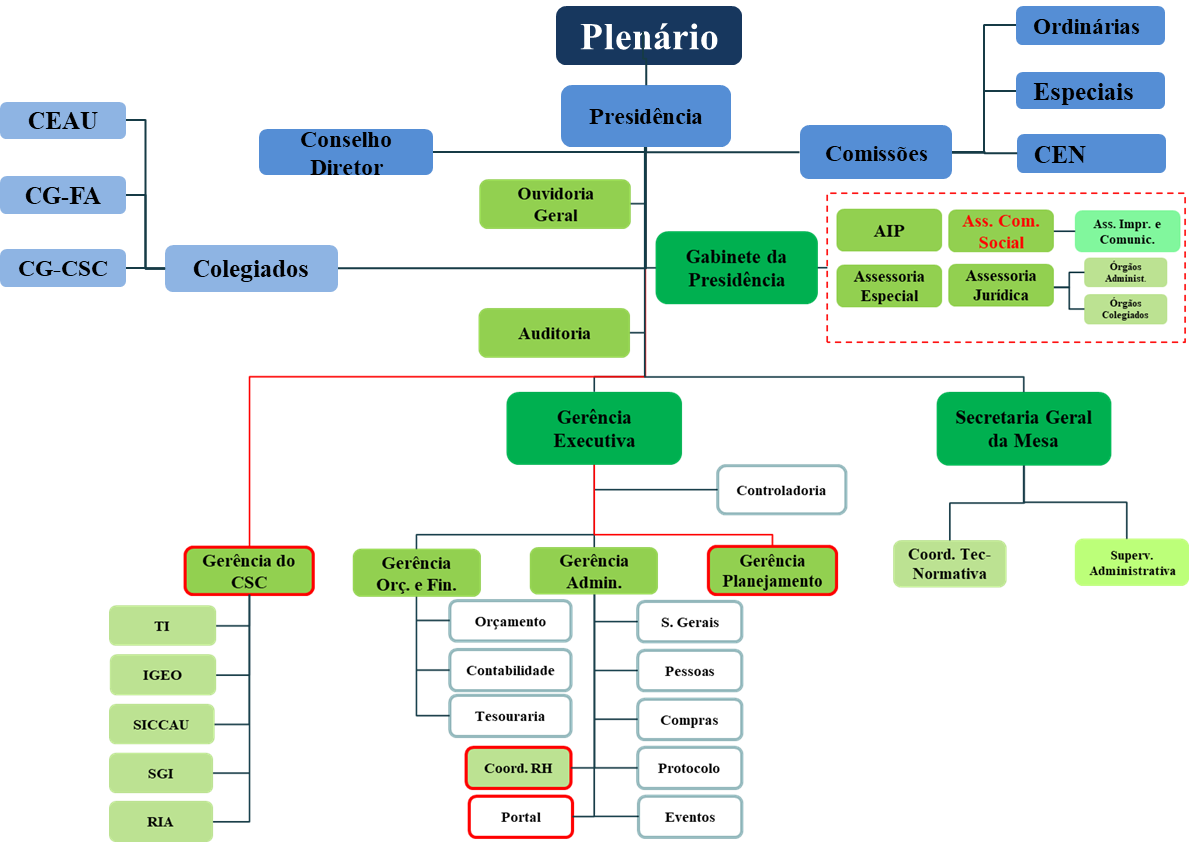 Plenário
Presidência
Conselho
Diretor
Comissões
Ordinárias
Especiais
CEN
CEAU
CG-FA
CG-CSC
Colegiados
Ouvidoria
Geral
Gabinete da
Presidência
AIP
Ass. Com.
Social
Ass. Impr. e
Comunic.
Assessoria
Especial
Assessoria
Jurídica
Órgãos
Administ.
Órgãos
Colegiados
Auditoria
Gerência
Executiva
Secretaria Geral
da Mesa
Controladoria
Gerência do
CSC
Gerência
Orç. e Fin.
Gerência
Admin.
Gerência
Planejamento
Coord. Tec-
Normativa
Superv.
Administrativa
TI
IGEO
SICCAU
SGI
RIA
Orçamento
Contabilidade
Tesouraria
Coord. RH
Portal
S. Gerais
Pessoas
Compras
Protocolo
Eventos